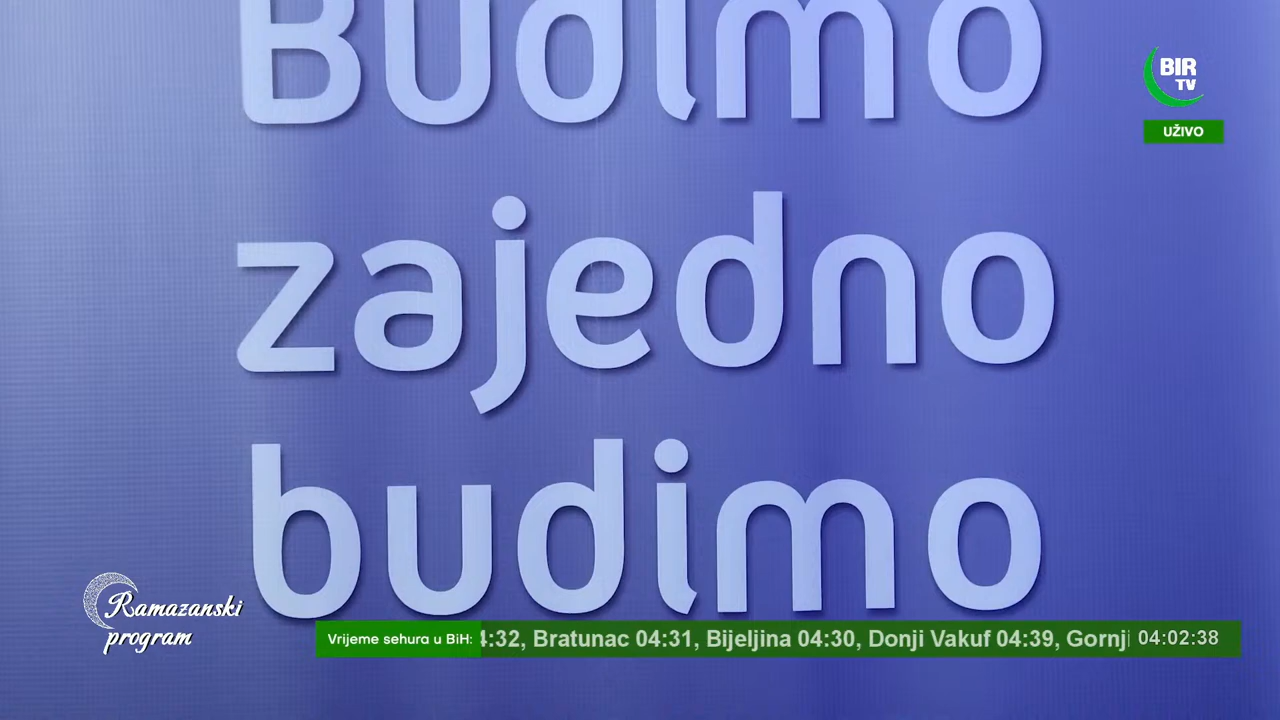 Budimo
BIR
TV
UŽIVO
zajedno
budimo
Ramazanski
program
Vrijeme sehura u BiH: 4:32, Bratunac 04:31, Bijeljina 04:30, Donji Vakuf 04:39, Gornji 04:02:38